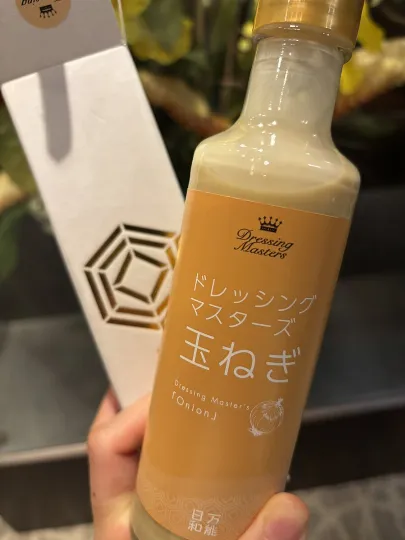 Dressing
Masters
ドレッシング
マスターズ
玉ねぎ
Dressing Master's
「Onion」
万能
日和